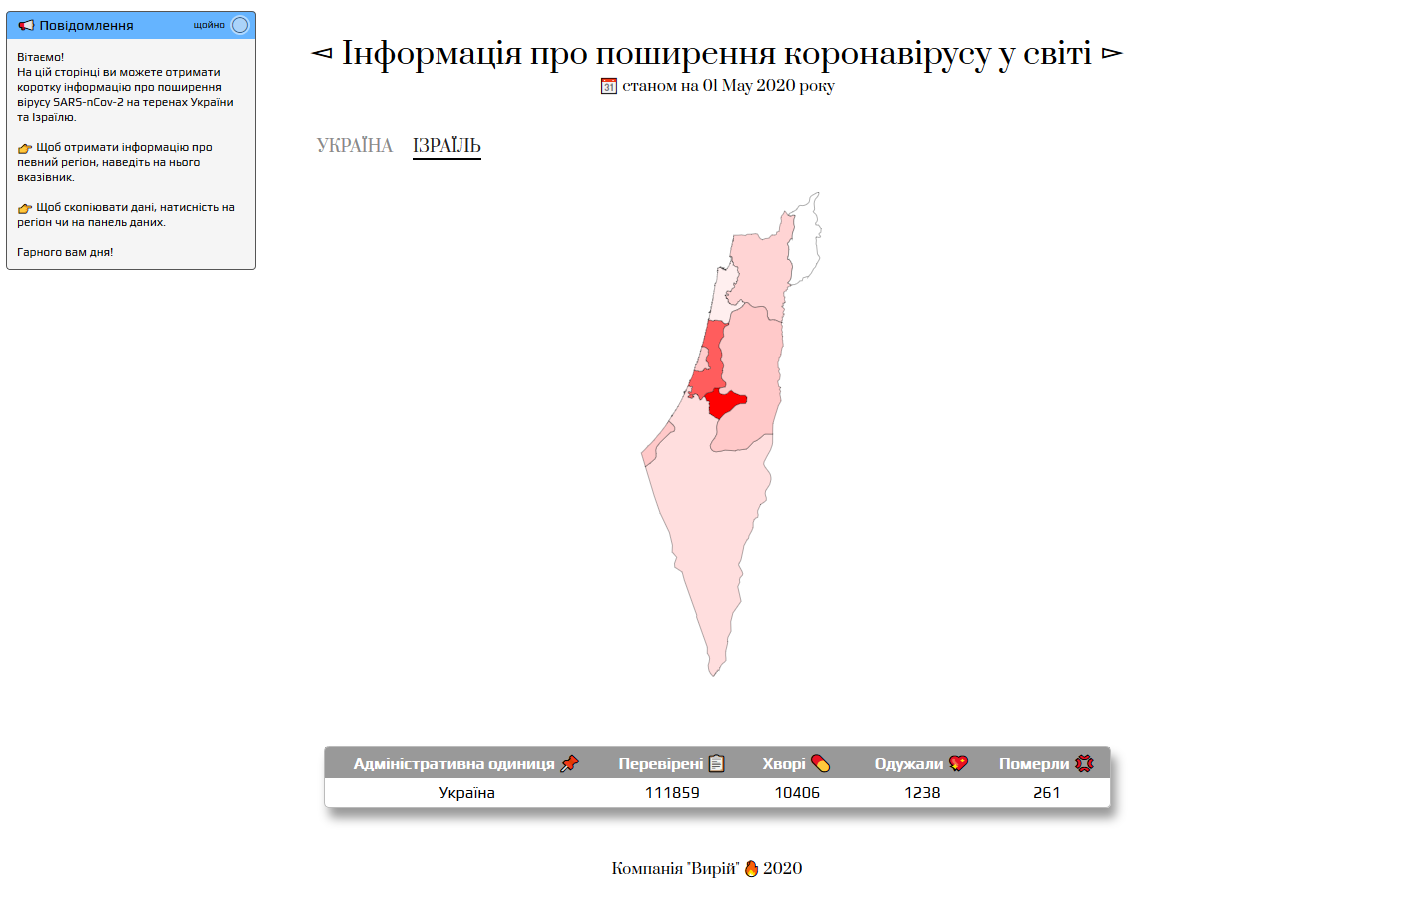 Повідомлення щойно
Вітаємо!
На цій сторінці ви можете отримати
коротку інформацію про поширення
вірусу SARS-nCov-2 на теренах України
та Ізраїлю.
👉 Щоб отримати інформацію про
певний регіон, наведіть на нього
вказівник.
👉 Щоб скопіювати дані, натисність на
регіон чи на панель даних.
Гарного вам дня!
Інформація про поширення коронавірусу у світі
📅 станом на 01 May 2020 року
УКРАЇНА ІЗРАЇЛЬ
Адміністративна одиниця 📌 Перевірені 📋 Хворі 💊 Одужали 💖 Померли 💢
Україна 111859 10406 1238 261
Компанія "Вирій" 🔥 2020